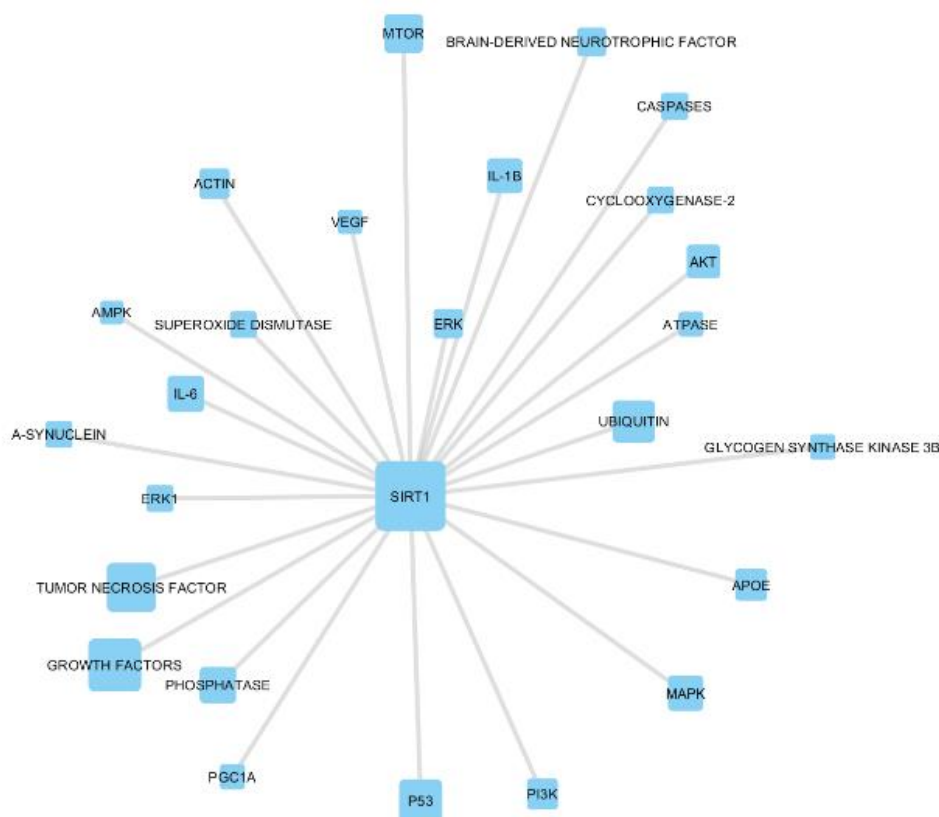 MTOR
BRAIN-DERIVED NEUROTROPHIC FACTOR
CASPASES
IL-1B
ACTIN
CYCLOOXYGENASE-2
VEGF
AKT
AMPK
SUPEROXIDE DISMUTASE
ERK
ATPASE
IL-6
UBIQUITIN
A-SYNUCLEIN
GLYCOGEN SYNTHASE KINASE 3B
SIRT1
ERK1
TUMOR NECROSIS FACTOR
APOE
GROWTH FACTORS
PHOSPHATASE
MAPK
PGC1A
P53
PI3K